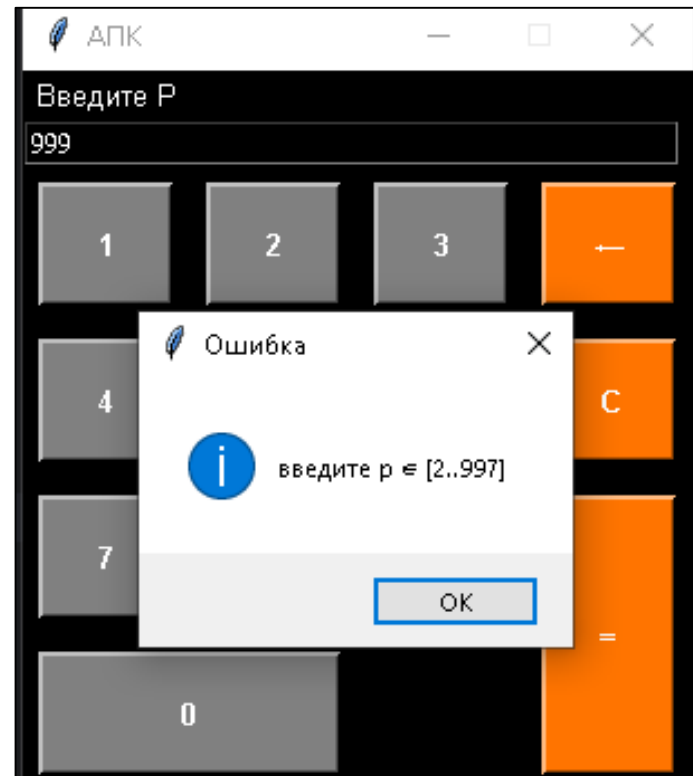 АПК
Введите P
999
1 2 3 ←
Ошибка
4 C
введите p ∈ [2..997]
7
OK
=
0